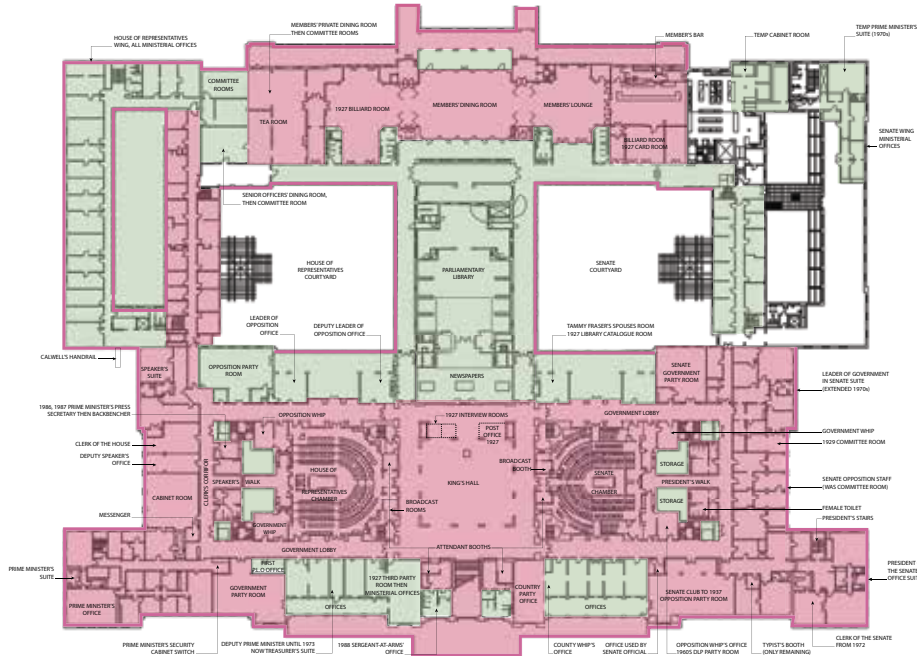 MEMBERS' PRIVATE DINING ROOM
THEN COMMITTEE ROOMS
HOUSE OF REPRESENTATIVES
WING, ALL MINISTERIAL OFFICES
MEMBER'S BAR
TEMP CABINET ROOM
TEMP PRIME MINISTER'S
SUITE (1970s)
COMMITTEE
ROOMS
TEA ROOM
1927 BILLIARD ROOM
MEMBERS' DINING ROOM
MEMBERS' LOUNGE
BILLIARD ROOM
1927 CARD ROOM
SENATE WING
MINISTERIAL
OFFICES
SENIOR OFFICERS' DINING ROOM,
THEN COMMITTEE ROOM
HOUSE OF
REPRESENTATIVES
COURTYARD
PARLIAMENTARY
LIBRARY
SENATE
COURTYARD
LEADER OF
OPPOSITION
OFFICE
DEPUTY LEADER OF
OPPOSITION OFFICE
TAMMY FRASER'S SPOUSES ROOM
1927 LIBRARY CATALOGUE ROOM
CALWELL'S HANDRAIL
SPEAKER'S
SUITE
OPPOSITION PARTY
ROOM
NEWSPAPERS
SENATE
GOVERNMENT
PARTY ROOM
LEADER OF GOVERNMENT
IN SENATE SUITE
(EXTENDED 1970s)
1986, 1987 PRIME MINISTER'S PRESS
SECRETARY THEN BACKBENCHER
OPPOSITION WHIP
1927 INTERVIEW ROOMS
POST
OFFICE
1927
GOVERNMENT LOBBY
GOVERNMENT WHIP
1929 COMMITTEE ROOM
CLERK OF THE HOUSE
DEPUTY SPEAKER'S
OFFICE
CABINET ROOM
CLERK'S CORRIDOR
SPEAKER'S WALK
HOUSE OF
REPRESENTATIVES
CHAMBER
KING'S HALL
BROADCAST
BOOTH
SENATE
CHAMBER
STORAGE
PRESIDENT'S WALK
STORAGE
SENATE OPPOSITION STAFF
(WAS COMMITTEE ROOM)
BROADCAST
ROOMS
MESSENGER
GOVERNMENT
WHIP
FEMALE TOILET
PRESIDENT'S STAIRS
GOVERNMENT LOBBY
ATTENDANT BOOTHS
PRIME MINISTER'S
SUITE
PRIME MINISTER'S
OFFICE
GOVERNMENT
PARTY ROOM
FIRST
OFFICE
1927 THIRD PARTY
ROOM THEN
MINISTERIAL OFFICES
OFFICES
COUNTRY
PARTY
OFFICE
OFFICES
SENATE CLUB TO 1937
OPPOSITION PARTY ROOM
PRESIDENT
THE SENATE
OFFICE
PRIME MINISTER'S SECURITY
CABINET SWITCH
DEPUTY PRIME MINISTER UNTIL 1973
NOW TREASURER'S SUITE
1988 SERGEANT-AT-ARMS'
OFFICE
COUNTY WHIP'S
OFFICE
OFFICE USED BY
SENATE OFFICIAL
OPPOSITION WHIP'S OFFICE
1960S DLP PARTY ROOM
TYPIST'S BOOTH
(ONLY REMAINING)
CLERK OF THE SENATE
FROM 1972